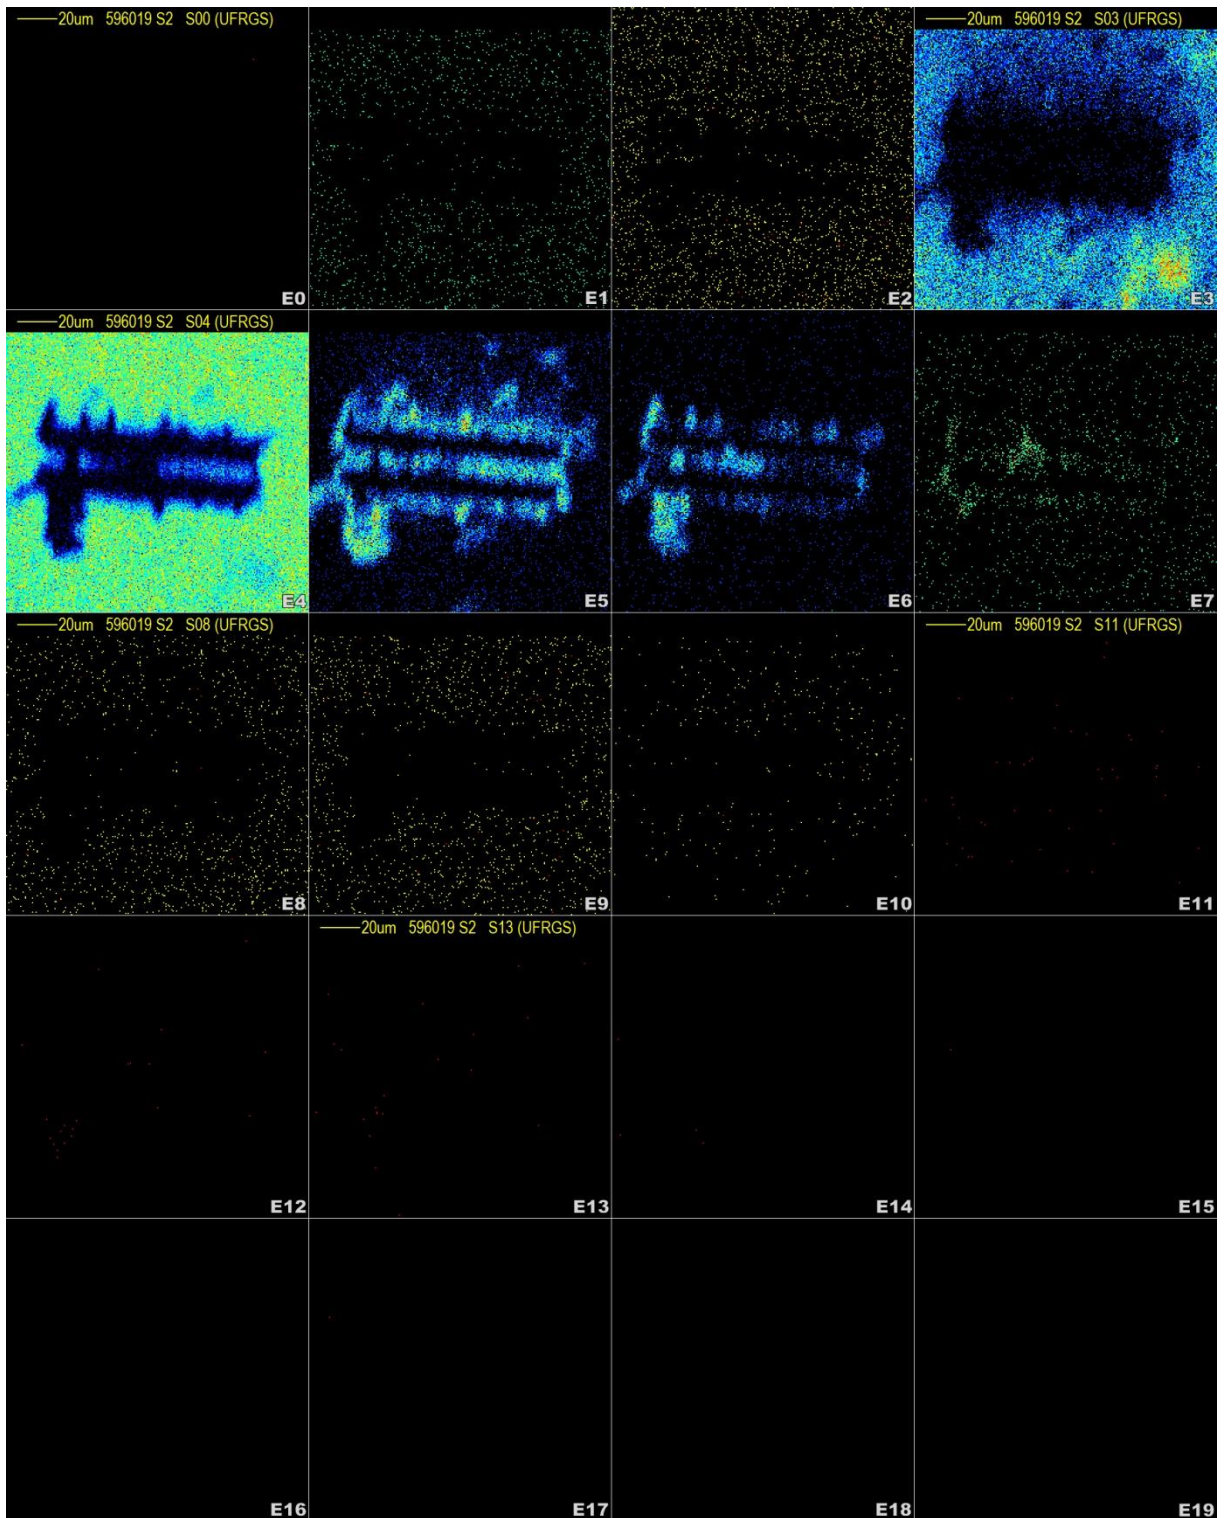 20um 596019 S2 S00 (UFRGS)
20um 596019 S2 S03 (UFRGS)
E0
E1
E2
E3
20um 596019 S2 S04 (UFRGS)
E4
E5
E6
E7
20um 596019 S2 S08 (UFRGS)
20um 596019 S2 S11 (UFRGS)
E8
E9
E10
E11
20um 596019 S2 S13 (UFRGS)
E12
E13
E14
E15
E16
E17
E18
E19